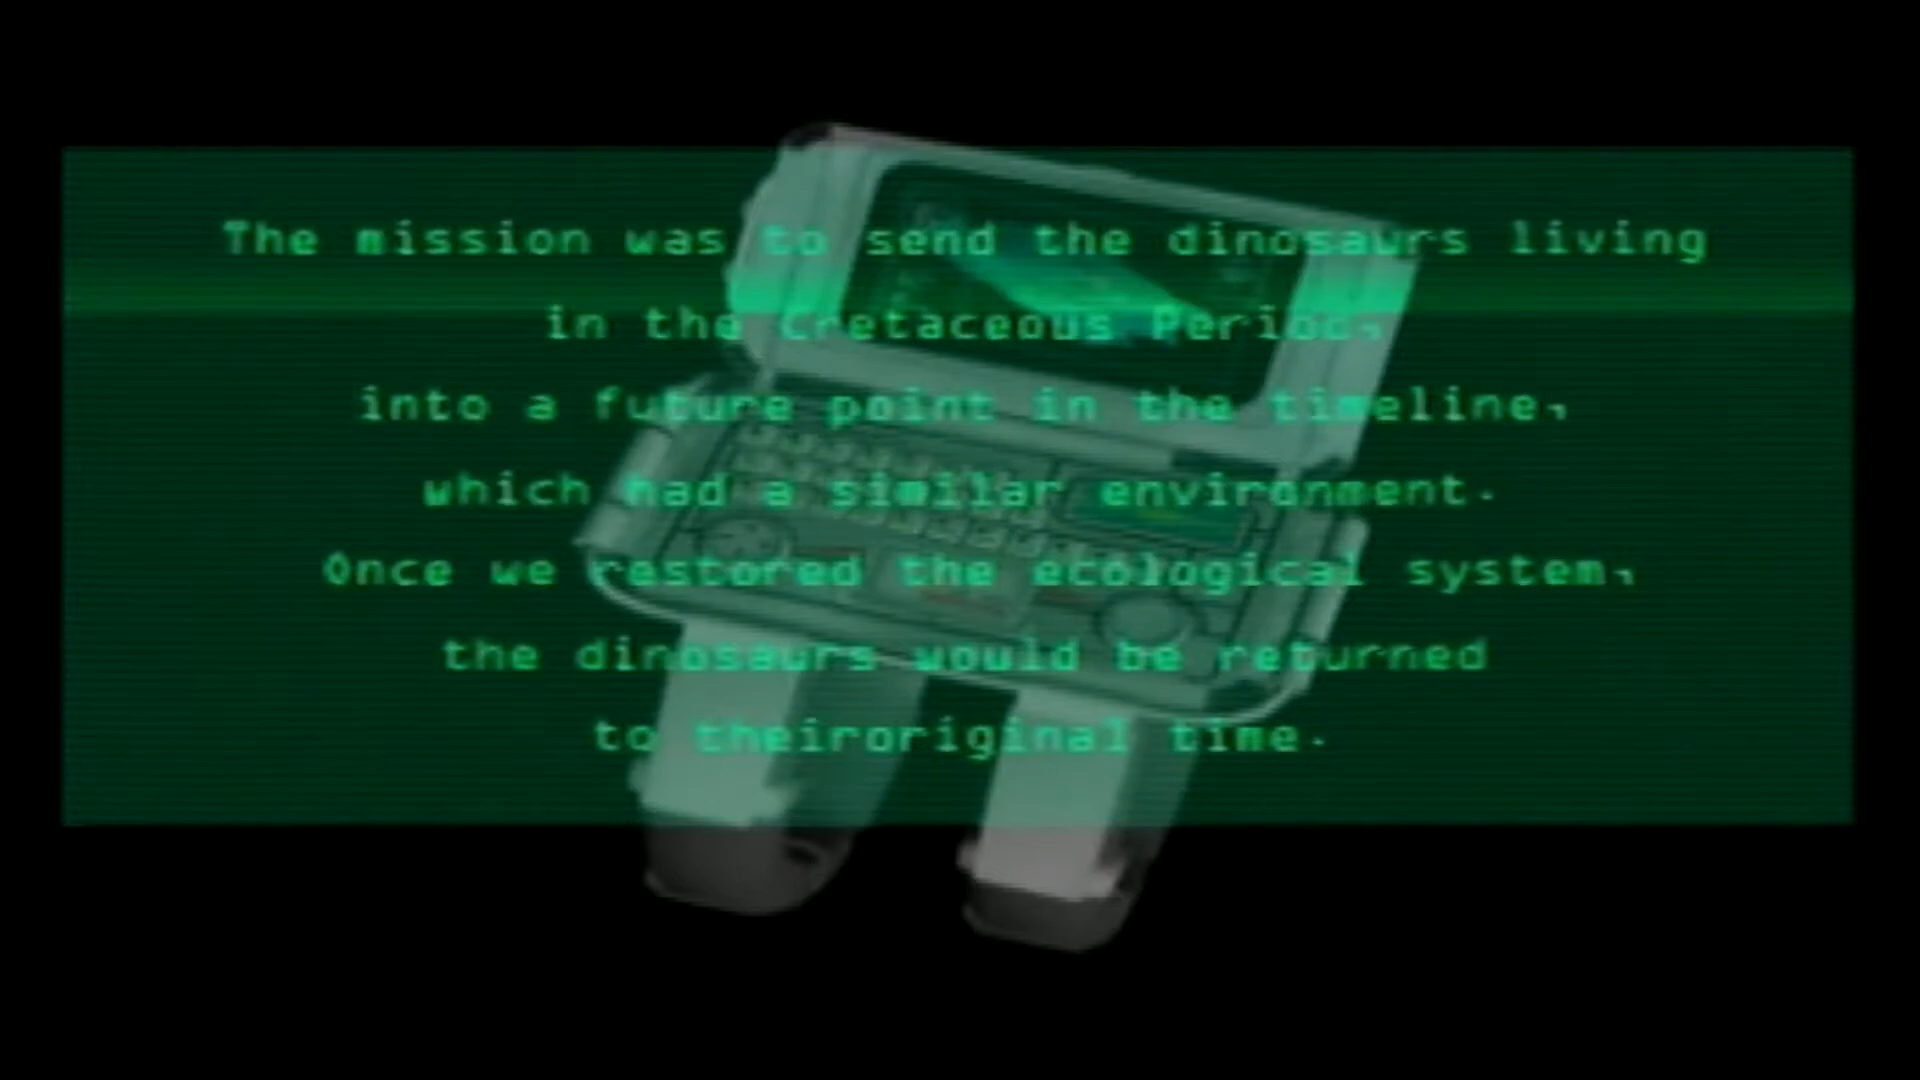 The mission was to send the dinosaurs living
in the Cretaceous Period,
into a future point in the timeline,
which had a similar environment.
Once we restored the ecological system,
the dinosaurs would be returned
to theiroriginal time.